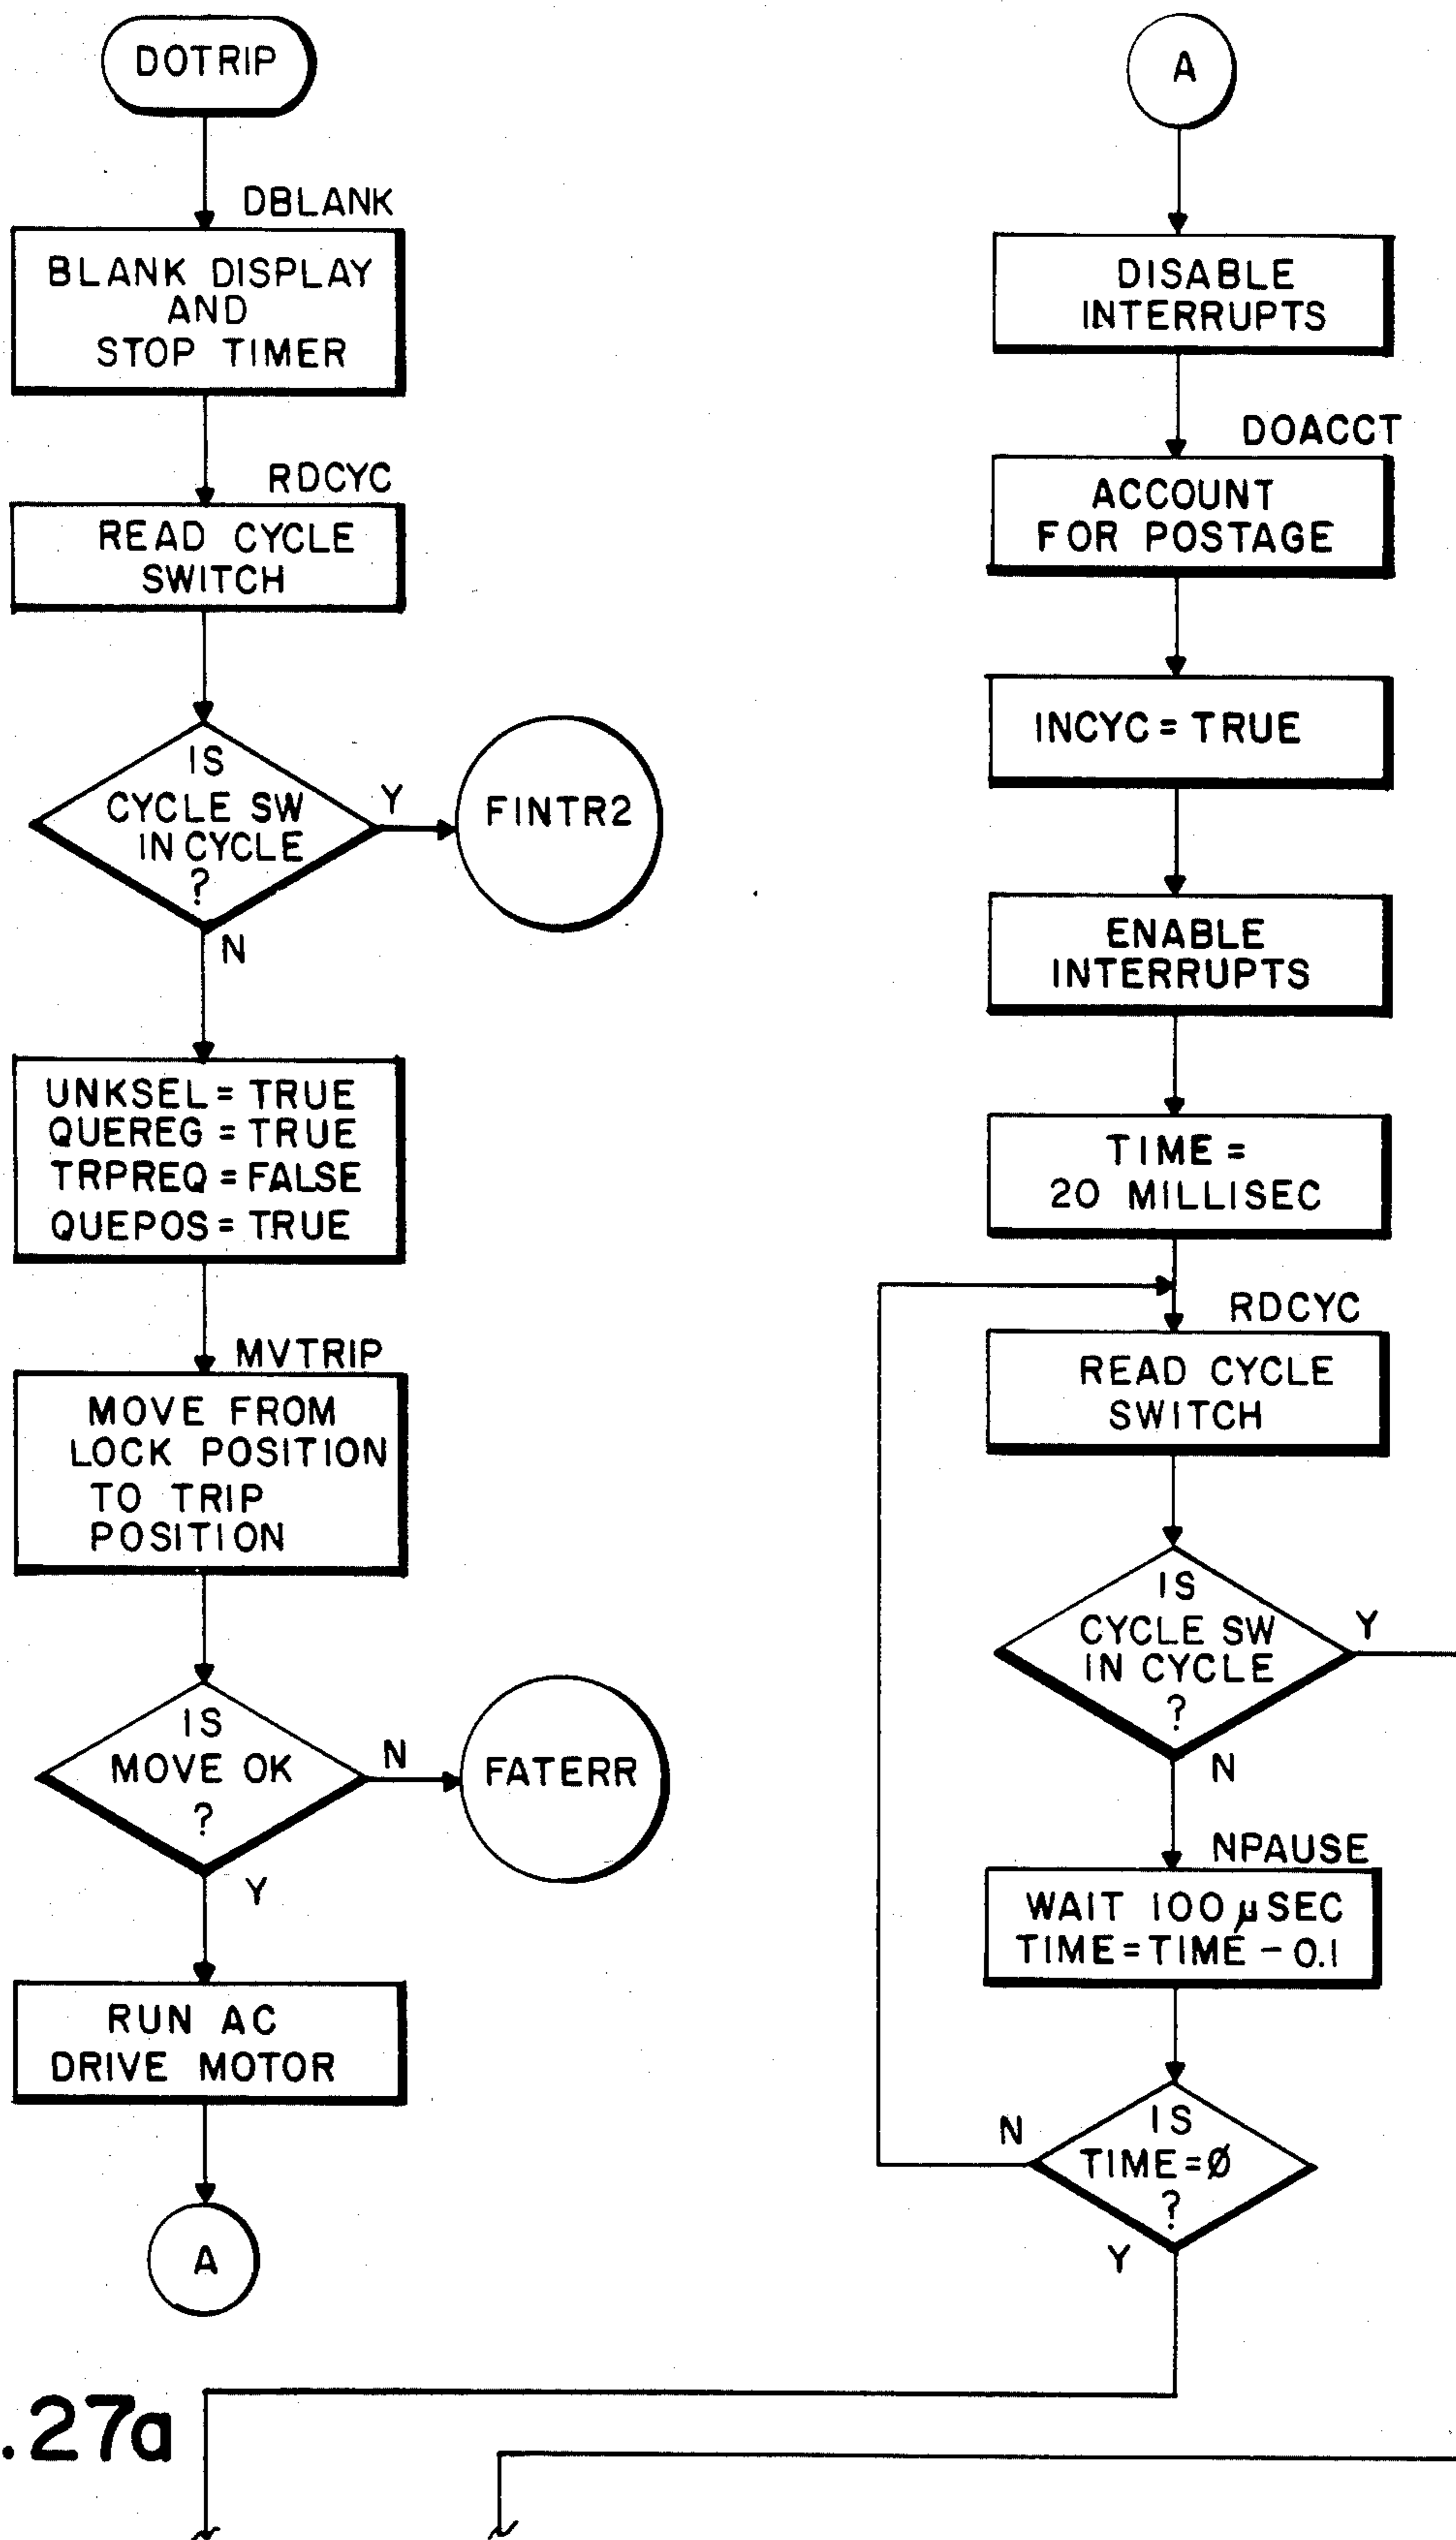 DOTRIP
DBLANK
BLANK DISPLAY
AND
STOP TIMER
RDCYC
READ CYCLE
SWITCH
IS
CYCLE SW
IN CYCLE
?
Y
FINTR2
N
UNKSEL = TRUE
QUEREG = TRUE
TRPREQ = FALSE
QUEPOS = TRUE
MVTRIP
MOVE FROM
LOCK POSITION
TO TRIP
POSITION
IS
MOVE OK
?
N
FATERR
Y
RUN AC
DRIVE MOTOR
A
A
DISABLE
INTERRUPTS
DOACCT
ACCOUNT
FOR POSTAGE
INCYC = TRUE
ENABLE
INTERRUPTS
TIME =
20 MILLISEC
RDCYC
READ CYCLE
SWITCH
IS
CYCLE SW
IN CYCLE
?
Y
N
NPAUSE
WAIT 100 µSEC
TIME = TIME - 0.1
IS
TIME = Ø
?
N
Y
.27a